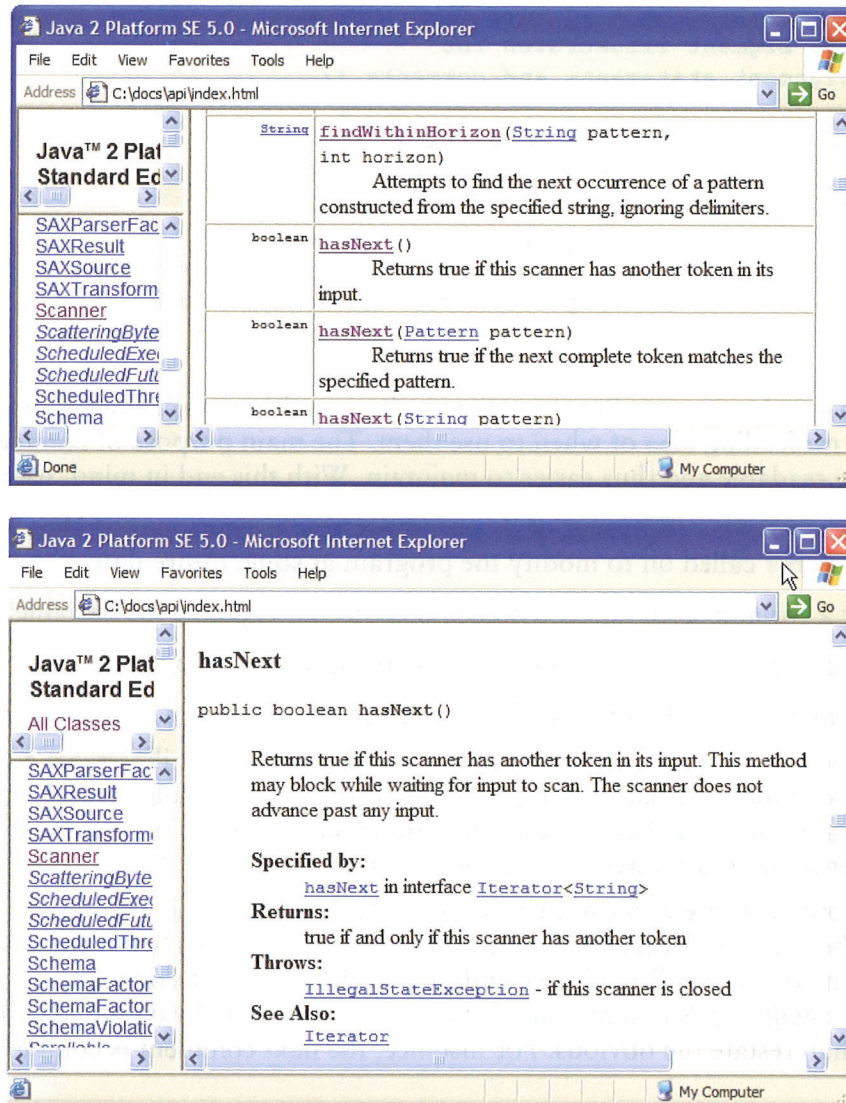 Java 2 Platform SE 5.0 - Microsoft Internet Explorer
File Edit View Favorites Tools Help
Address C:\docs\api\index.html Go
Java™ 2 Plat
Standard Ed
SAXParserFac
SAXResult
SAXSource
SAXTransform
Scanner
ScatteringByte
ScheduledExe
ScheduledFut
ScheduledThre
Schema
String findWithinHorizon(String pattern,
int horizon)
Attempts to find the next occurrence of a pattern
constructed from the specified string, ignoring delimiters.
boolean hasNext()
Returns true if this scanner has another token in its
input.
boolean hasNext(Pattern pattern)
Returns true if the next complete token matches the
specified pattern.
boolean hasNext(String pattern)
Done My Computer
Java 2 Platform SE 5.0 - Microsoft Internet Explorer
File Edit View Favorites Tools Help
Address C:\docs\api\index.html Go
Java™ 2 Plat
Standard Ed
All Classes
SAXParserFac
SAXResult
SAXSource
SAXTransform
Scanner
ScatteringByte
ScheduledExe
ScheduledFut
ScheduledThre
Schema
SchemaFactor
SchemaFactor
SchemaViolatic
hasNext
public boolean hasNext()
Returns true if this scanner has another token in its input. This method
may block while waiting for input to scan. The scanner does not
advance past any input.
Specified by:
hasNext in interface Iterator<String>
Returns:
true if and only if this scanner has another token
Throws:
IllegalStateException - if this scanner is closed
See Also:
Iterator
My Computer